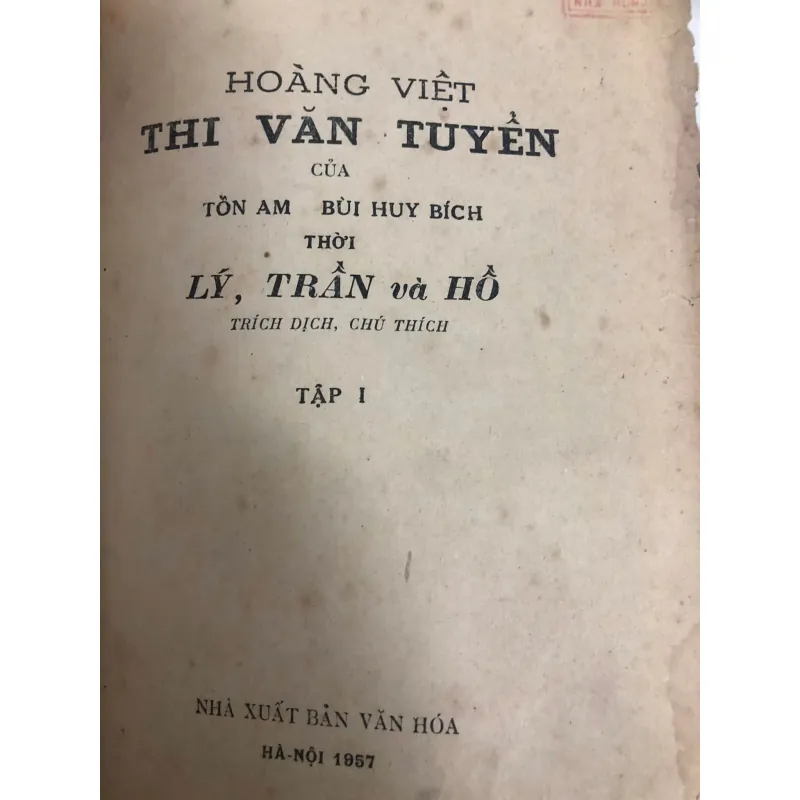 HOÀNG VIỆT
THI VĂN TUYỂN
CỦA
TỒN AM BÙI HUY BÍCH
THỜI
LÝ, TRẦN và HỒ
TRÍCH DỊCH, CHÚ THÍCH
TẬP I
NHÀ XUẤT BẢN VĂN HÓA
HÀ-NỘI 1957